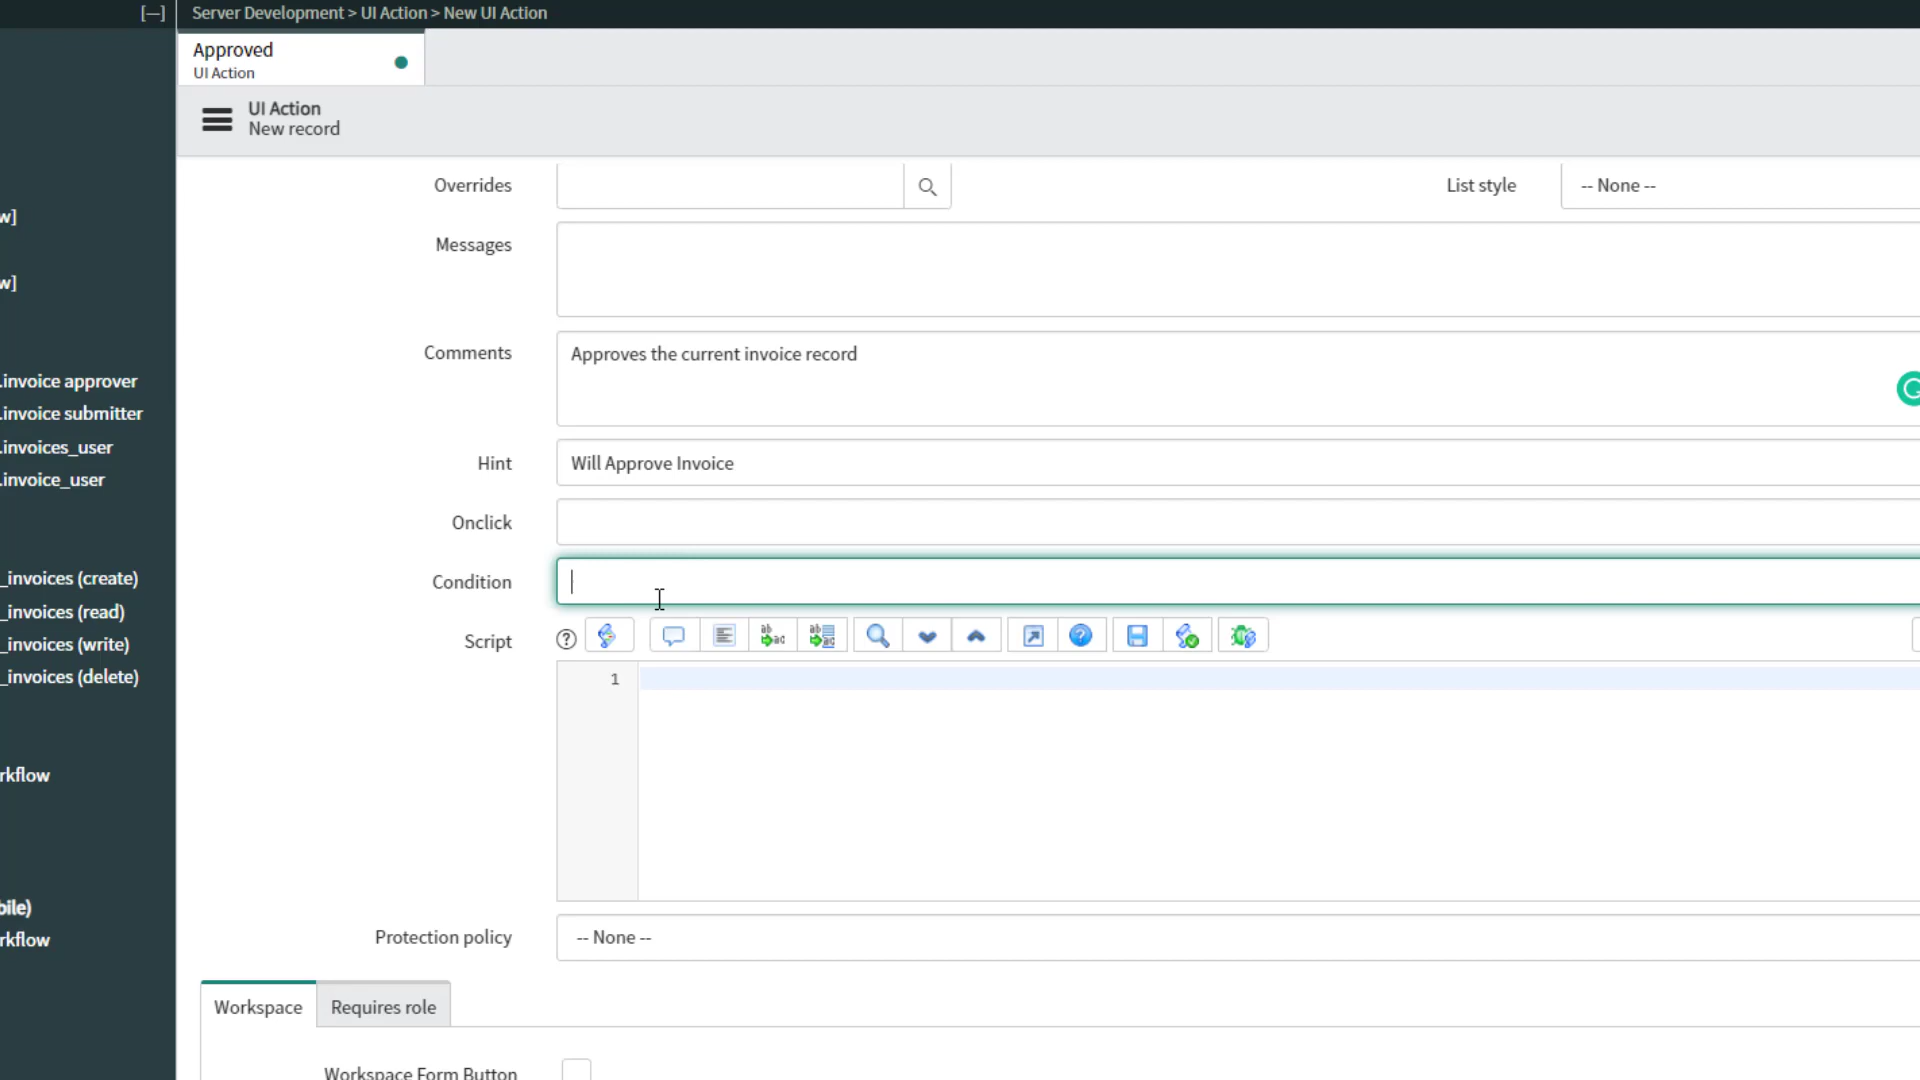 [—]
Server Development > UI Action > New UI Action
Approved
UI Action
UI Action
New record
w]
w]
.invoice approver
.invoice submitter
.invoices_user
.invoice_user
_invoices (create)
_invoices (read)
_invoices (write)
_invoices (delete)
rkflow
bile)
rkflow
Overrides
List style
-- None --
Messages
Comments
Approves the current invoice record
Hint
Will Approve Invoice
Onclick
Condition
Script
1
Protection policy
-- None --
Workspace
Requires role
Workspace Form Button